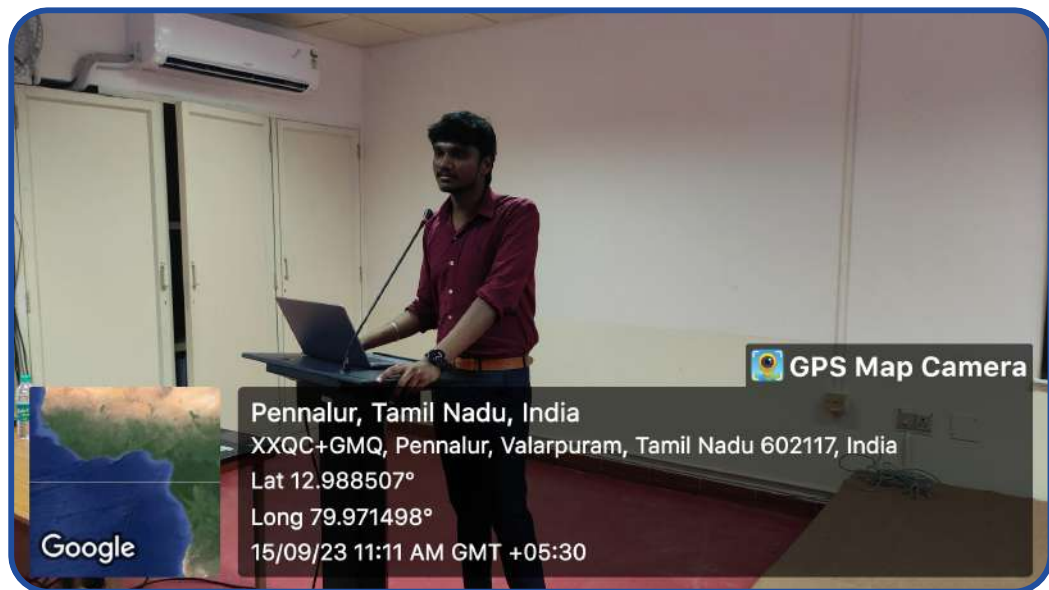 GPS Map Camera
Pennalur, Tamil Nadu, India
XXQC+GMQ, Pennalur, Valarpuram, Tamil Nadu 602117, India
Lat 12.988507°
Long 79.971498°
15/09/23 11:11 AM GMT +05:30
Google